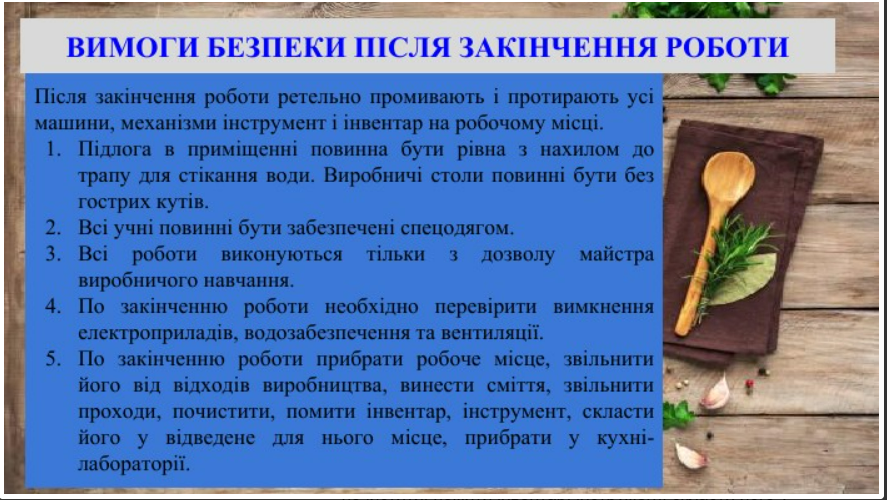 ВИМОГИ БЕЗПЕКИ ПІСЛЯ ЗАКІНЧЕННЯ РОБОТИ
Після закінчення роботи ретельно промивають і протирають усі
машини, механізми інструмент і інвентар на робочому місці.
1. Підлога в приміщенні повинна бути рівна з нахилом до
трапу для стікання води. Виробничі столи повинні бути без
гострих кутів.
2. Всі учні повинні бути забезпечені спецодягом.
3. Всі роботи виконуються тільки з дозволу майстра
виробничого навчання.
4. По закінченню роботи необхідно перевірити вимкнення
електроприладів, водозабезпечення та вентиляції.
5. По закінченню роботи прибрати робоче місце, звільнити
його від відходів виробництва, винести сміття, звільнити
проходи, почистити, помити інвентар, інструмент, скласти
його у відведене для нього місце, прибрати у кухні-
лабораторії.